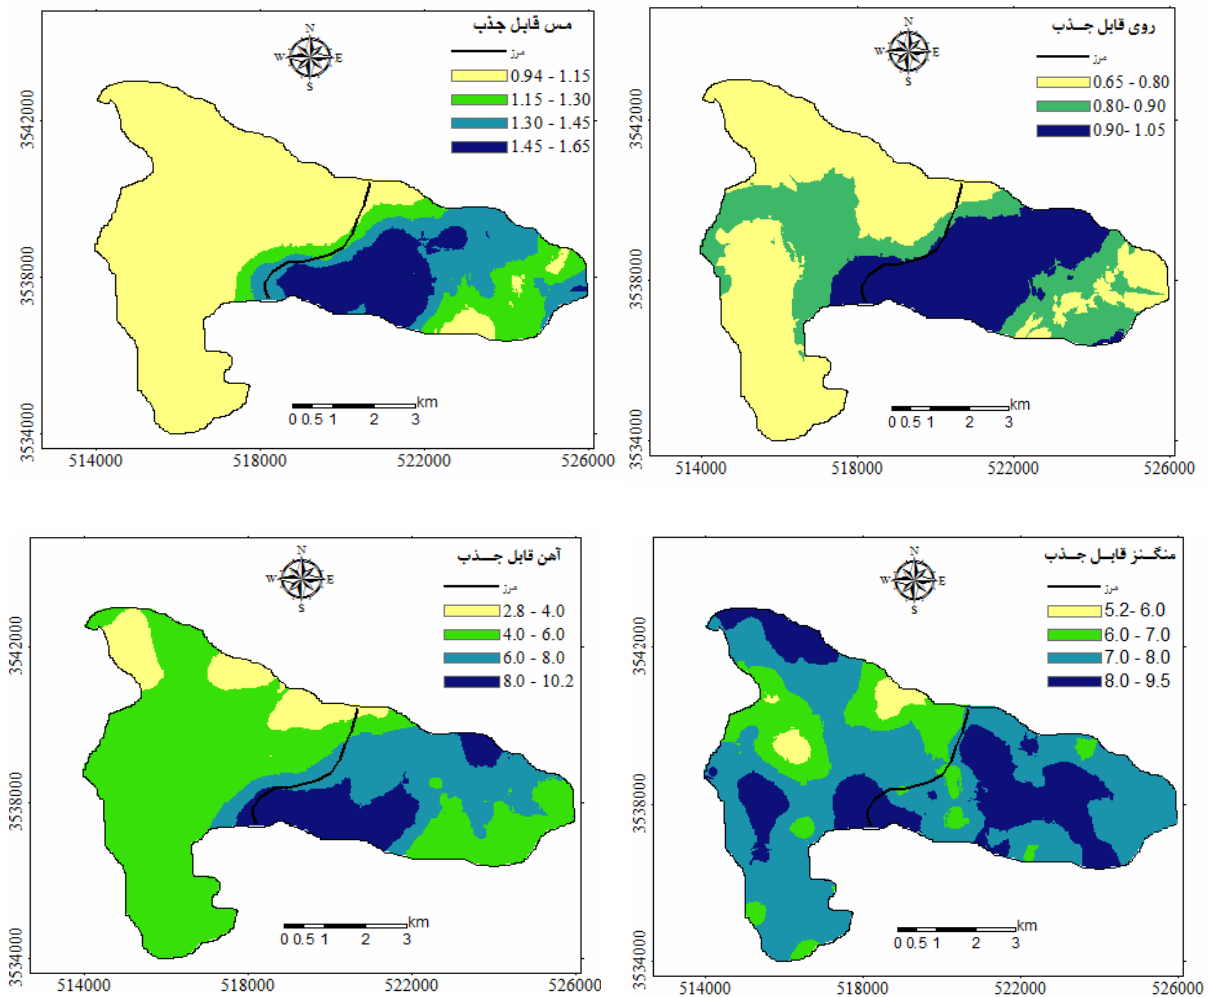 مس قابل جذب
N
W E
S
مرز
0.94 - 1.15
1.15 - 1.30
1.30 - 1.45
1.45 - 1.65
3542000
3538000
3534000
0 0.5 1 2 3 km
514000 518000 522000 526000
روی قابل جـذب
N
W E
S
مرز
0.65 - 0.80
0.80- 0.90
0.90- 1.05
3542000
3538000
3534000
0 0.5 1 2 3 km
514000 518000 522000 526000
آهن قابل جــذب
N
W E
S
مرز
2.8 - 4.0
4.0 - 6.0
6.0 - 8.0
8.0 - 10.2
3542000
3538000
3534000
0 0.5 1 2 3 km
514000 518000 522000 526000
منگـنز قابـل جــذب
N
W E
S
مرز
5.2- 6.0
6.0 - 7.0
7.0 - 8.0
8.0 - 9.5
3542000
3538000
3534000
0 0.5 1 2 3 km
514000 518000 522000 526000